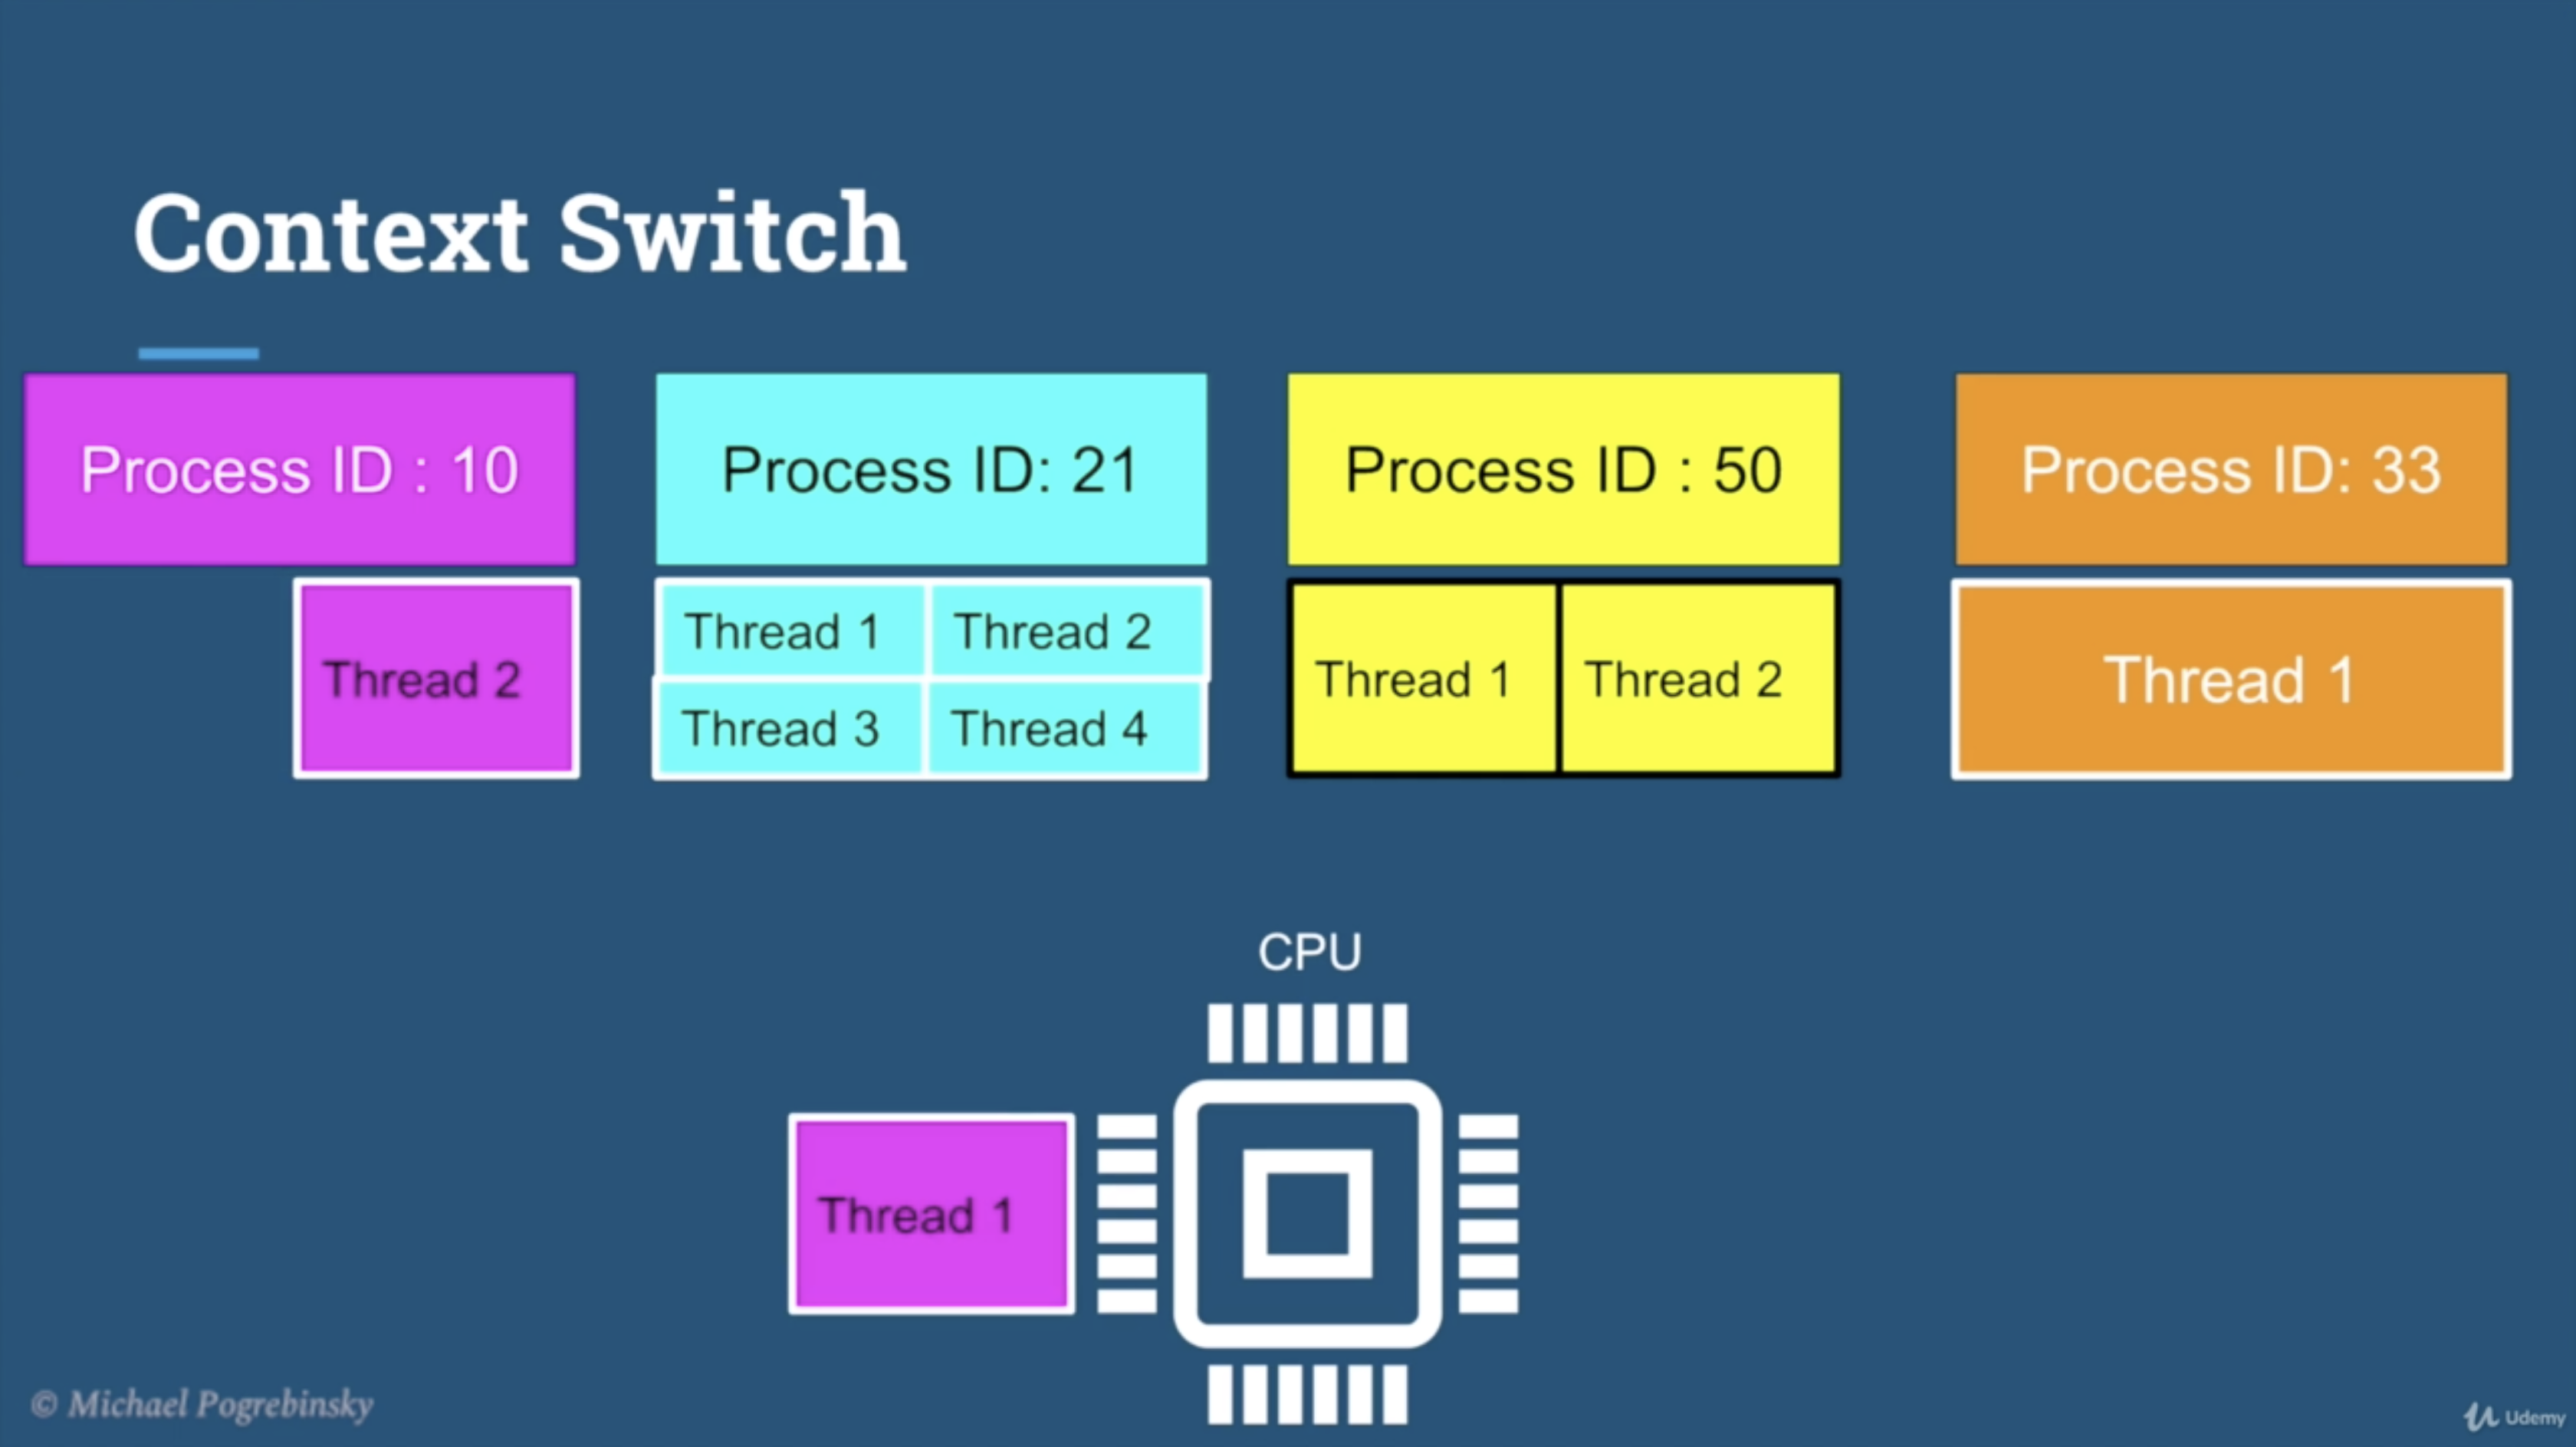 Context Switch
Process ID : 10
Process ID: 21
Process ID : 50
Process ID: 33
Thread 2
Thread 1
Thread 2
Thread 3
Thread 4
Thread 1
Thread 2
Thread 1
CPU
Thread 1
© Michael Pogrebinsky
Udemy